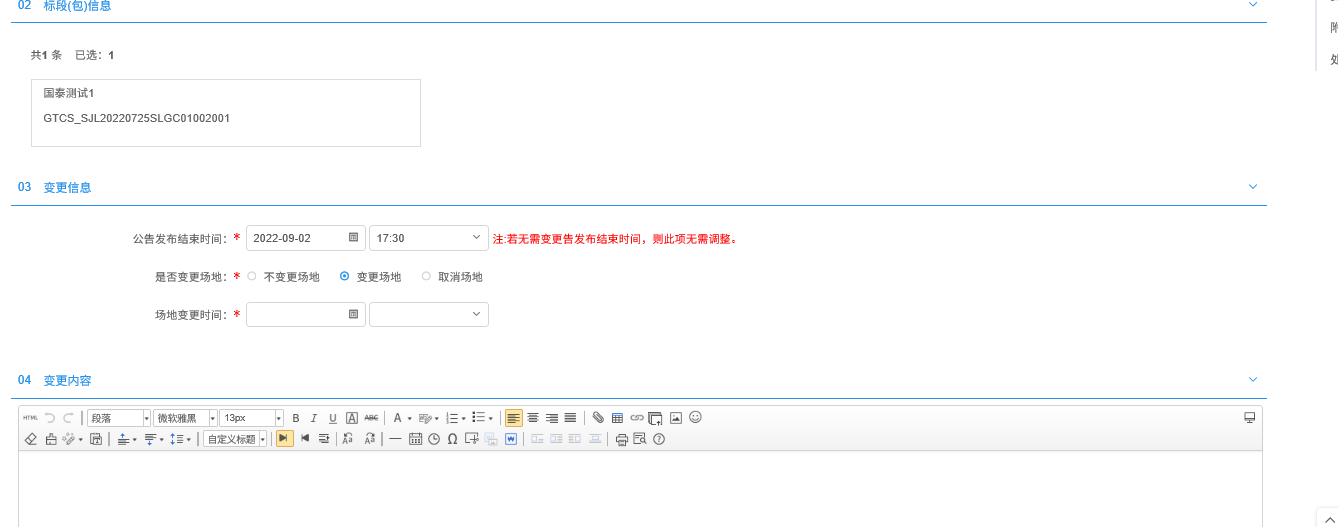 02 标段(包)信息
附
共1 条 已选：1
处
国泰测试1
GTCS_SJL20220725SLGC01002001
03 变更信息
公告发布结束时间：* 2022-09-02 17:30 注:若无需变更告发布结束时间，则此项无需调整。
是否变更场地：* 不变更场地 变更场地 取消场地
场地变更时间：*
04 变更内容
HTML 段落 微软雅黑 13px B I U A ABC A
自定义标题